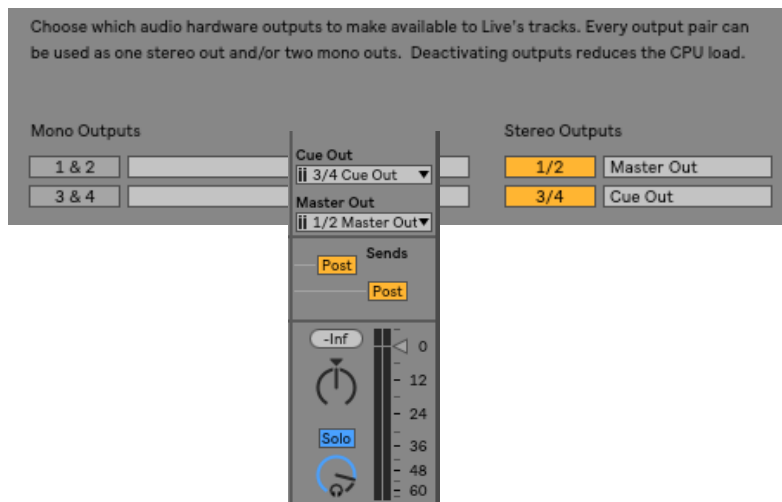 Choose which audio hardware outputs to make available to Live's tracks. Every output pair can
be used as one stereo out and/or two mono outs.  Deactivating outputs reduces the CPU load.
Mono Outputs
Stereo Outputs
1 & 2
1/2
Master Out
3 & 4
3/4
Cue Out
Cue Out
ii 3/4 Cue Out
Master Out
ii 1/2 Master Out
Sends
Post
Post
-Inf
0
12
24
Solo
36
48
60